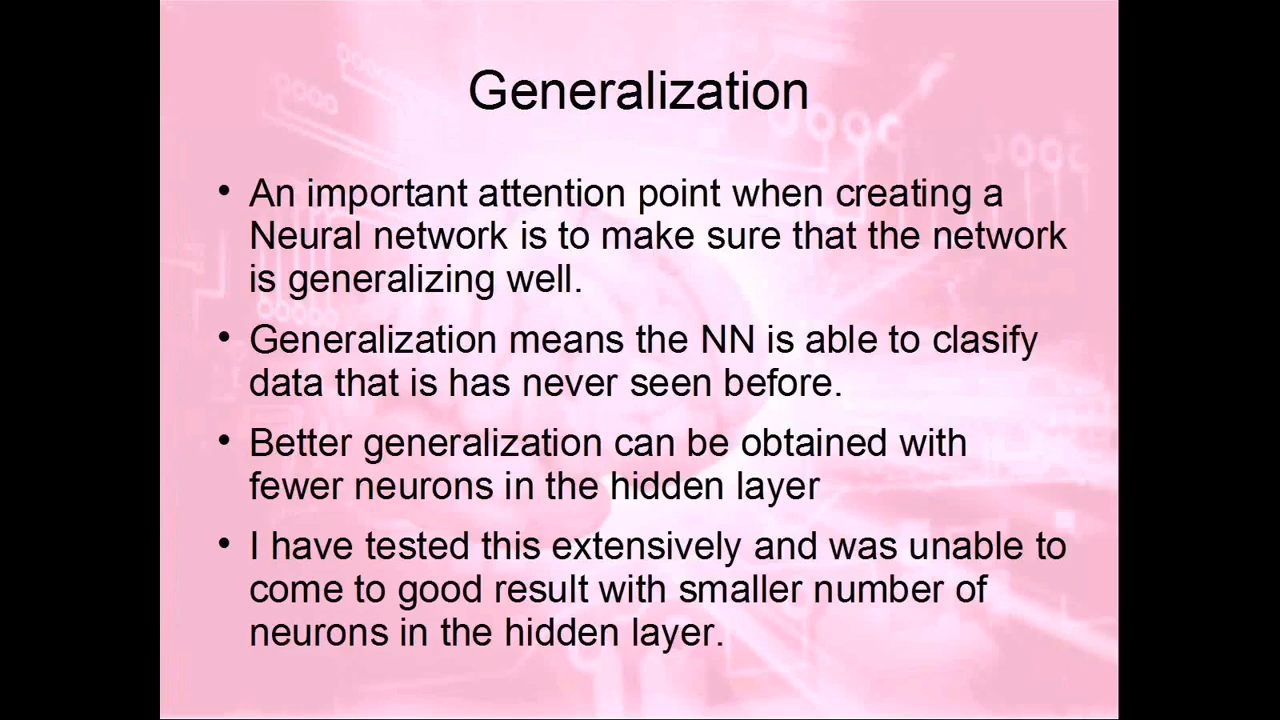 Generalization
• An important attention point when creating a
Neural network is to make sure that the network
is generalizing well.
• Generalization means the NN is able to clasify
data that is has never seen before.
• Better generalization can be obtained with
fewer neurons in the hidden layer
• I have tested this extensively and was unable to
come to good result with smaller number of
neurons in the hidden layer.